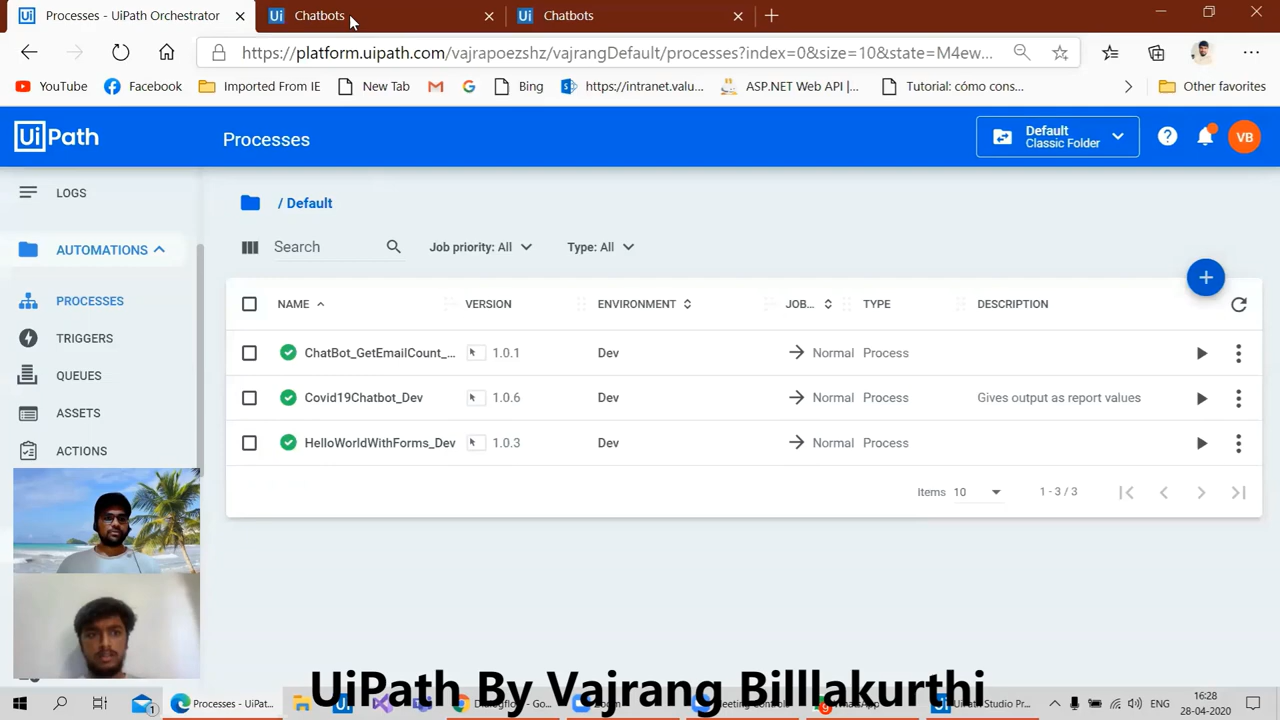 Processes - UiPath Orchestrator
Ui Chatbots
Ui Chatbots
https://platform.uipath.com/vajrapoezshz/vajrangDefault/processes?index=0&size=10&state=M4ew...
YouTube
Facebook
Imported From IE
New Tab
Bing
https://intranet.valu...
ASP.NET Web API |...
Tutorial: cómo cons...
Other favorites
UiPath
Processes
Default
Classic Folder
VB
LOGS
AUTOMATIONS
PROCESSES
TRIGGERS
QUEUES
ASSETS
ACTIONS
/ Default
Search
Job priority: All
Type: All
NAME VERSION ENVIRONMENT JOB... TYPE DESCRIPTION
ChatBot_GetEmailCount_... 1.0.1 Dev Normal Process
Covid19Chatbot_Dev 1.0.6 Dev Normal Process Gives output as report values
HelloWorldWithForms_Dev 1.0.3 Dev Normal Process
Items 10 1 - 3 / 3
UiPath By Vajrang Billlakurthi
Processes - UiPat...
ENG
16:28
28-04-2020